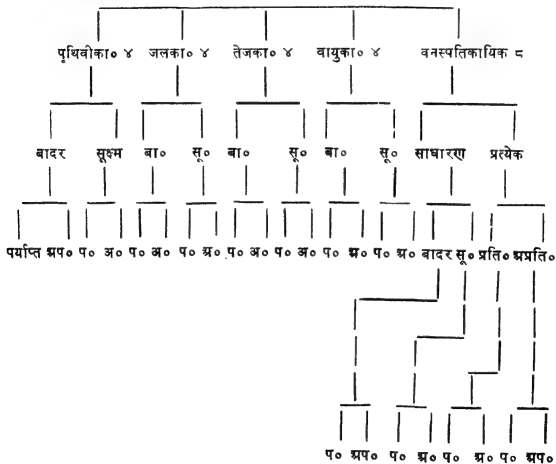 पृथिवीका० ४ जलका० ४ तेजका० ४ वायुका० ४ वनस्पतिकायिक ८
बादर सूक्ष्म बा० सू० बा० सू० बा० सू० साधारण प्रत्येक
पर्याप्त अप० प० अ० प० अ० प० अ० प० अ० प० अ० प० अ० प० अ० बादर सू० प्रति० अप्रति०
प० अप० प० अ० प० अ० प० अप०